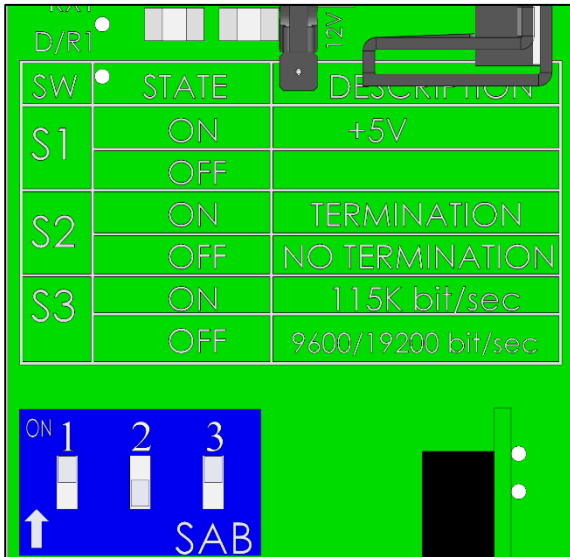 D/R1
12V
SW STATE DESCRIPTION
S1 ON +5V
OFF
S2 ON TERMINATION
OFF NO TERMINATION
S3 ON 115K bit/sec
OFF 9600/19200 bit/sec
ON 1 2 3
SAB